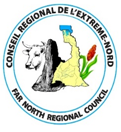 CONSEIL REGIONAL DE L'EXTREME-NORD
FAR NORTH REGIONAL COUNCIL